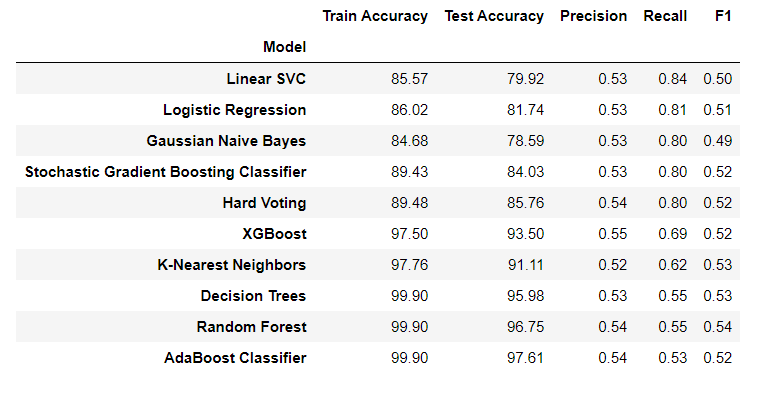 Train Accuracy Test Accuracy Precision Recall F1
Model
Linear SVC 85.57 79.92 0.53 0.84 0.50
Logistic Regression 86.02 81.74 0.53 0.81 0.51
Gaussian Naive Bayes 84.68 78.59 0.53 0.80 0.49
Stochastic Gradient Boosting Classifier 89.43 84.03 0.53 0.80 0.52
Hard Voting 89.48 85.76 0.54 0.80 0.52
XGBoost 97.50 93.50 0.55 0.69 0.52
K-Nearest Neighbors 97.76 91.11 0.52 0.62 0.53
Decision Trees 99.90 95.98 0.53 0.55 0.53
Random Forest 99.90 96.75 0.54 0.55 0.54
AdaBoost Classifier 99.90 97.61 0.54 0.53 0.52